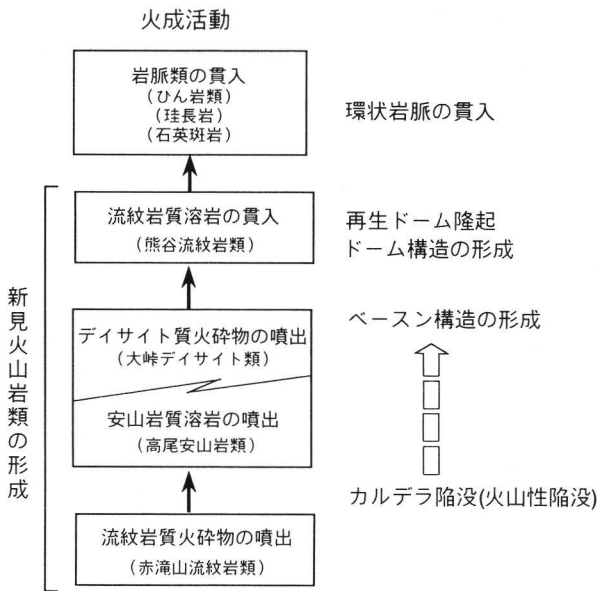 火成活動
岩脈類の貫入
(ひん岩類)
(珪長岩)
(石英斑岩)
環状岩脈の貫入
流紋岩質溶岩の貫入
(熊谷流紋岩類)
再生ドーム隆起
ドーム構造の形成
新見火山岩類の形成
デイサイト質火砕物の噴出
(大峠デイサイト類)
ベースン構造の形成
安山岩質溶岩の噴出
(高尾安山岩類)
カルデラ陥没(火山性陥没)
流紋岩質火砕物の噴出
(赤滝山流紋岩類)